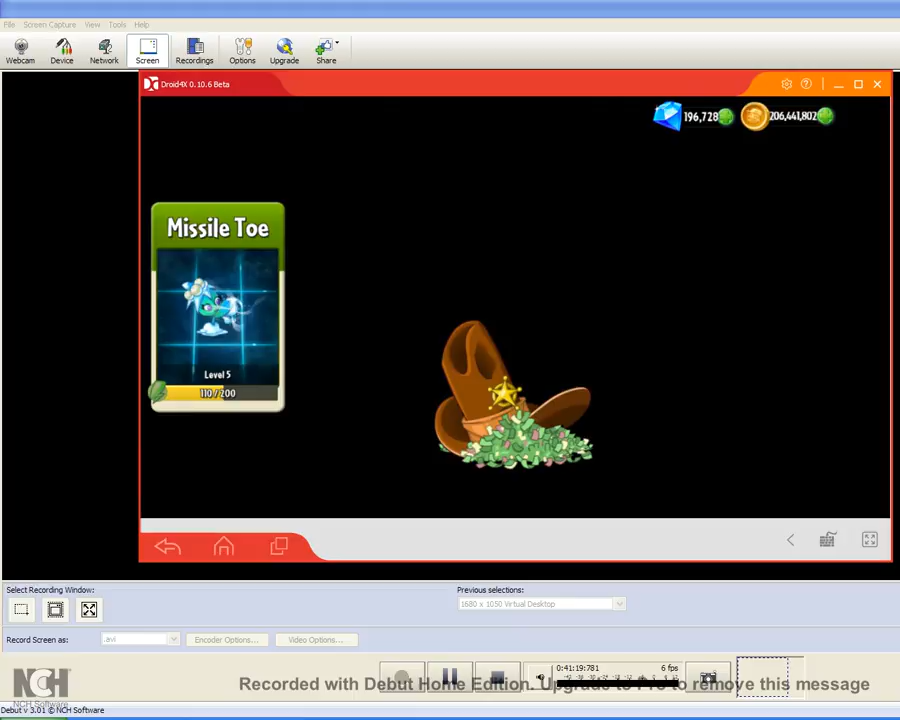 File Screen Capture View Tools Help
Webcam Device Network Screen Recordings Options Upgrade Share
Droid4X 0.10.6 Beta
196,728 206,441,802
Missile Toe
Level 5
110 / 200
Select Recording Window:
Previous selections:
1680 x 1050 Virtual Desktop
Record Screen as: .avi Encoder Options... Video Options...
0:41:19:781 6 fps
Recorded with Debut Home Edition. Upgrade to Pro to remove this message
NCH
NCH Software
Debut v 3.01 © NCH Software